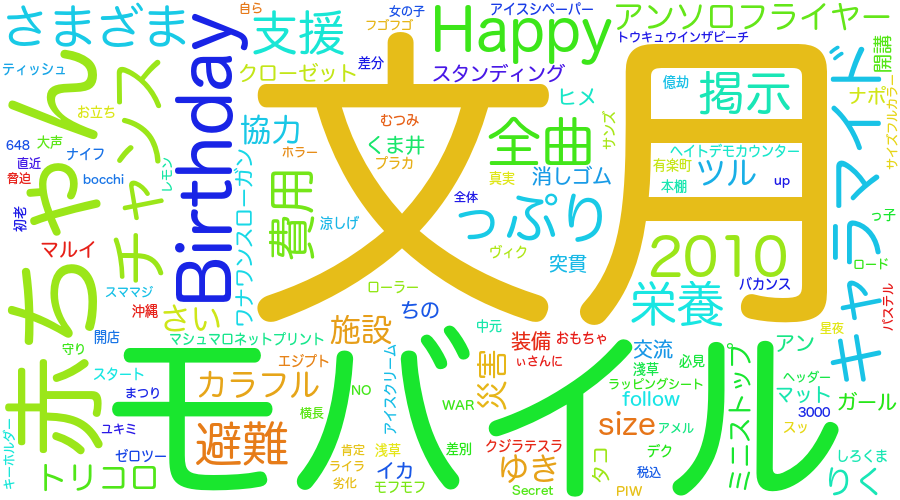 さまざま
支援
自ら
フゴフゴ
女の子
アイスシペーパー
Happy
アンソロフライヤー
トウキュウインザビーチ
開講
ティッシュ
お立ち
ん
チャンス
Birthday
クローゼット
差分
スタンディング
文月
億劫
掲示
キャラマイド
ナポ
サイズフルカラー
648
大声
直近
ナイフ
脅迫
bocchi
レモン
協力
むつみ
くま井
ホラー
プラカ
ヒメ
全曲
サンズ
ヘイトデモカウンター
有楽町
ツル
本棚
up
真実
消しゴム
初老
ゃ
ワナワンスローガン
費用
涼しげ
全体
っぷり
っ子
マルイ
ち
ヴィク
突貫
2010
ロード
スママジ
沖縄
さい
ローラー
ちの
栄養
バカンス
パステル
守り
開店
マシュマロネットプリント
施設
中元
装備
おもちゃ
星夜
赤
モバイル
スタート
エジプト
アイスクリーム
ぃさんに
災害
交流
浅草
必見
ミニストップ
アン
まつり
カラフル
NO
ラッピングシート
ヘッダー
マット
ガール
キーホルダー
ユキミ
避難
横長
WAR
size
follow
3000
アメル
スッ
ゼロツー
肯定
浅草
差別
クジラテスラ
デク
トリコロ
ライラ
イカ
ゆき
タコ
税込
しろくま
劣化
モフモフ
Secret
PIW
りく